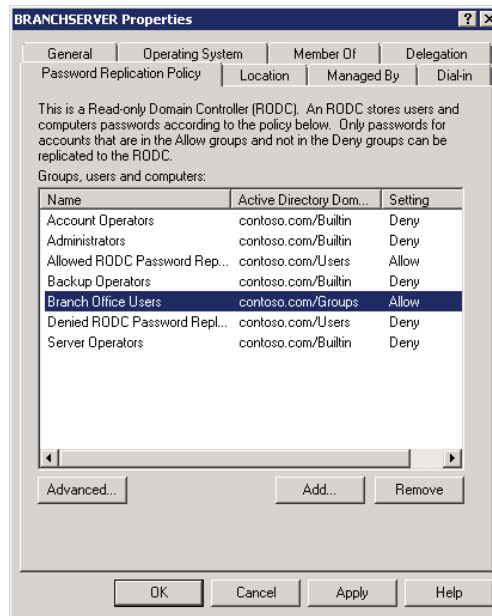 BRANCHSERVER Properties
General Operating System Member Of Delegation
Password Replication Policy Location Managed By Dial-in
This is a Read-only Domain Controller (RODC). An RODC stores users and
computers passwords according to the policy below. Only passwords for
accounts that are in the Allow groups and not in the Deny groups can be
replicated to the RODC.
Groups, users and computers:
Name Active Directory Dom... Setting
Account Operators contoso.com/Builtin Deny
Administrators contoso.com/Builtin Deny
Allowed RODC Password Rep... contoso.com/Users Allow
Backup Operators contoso.com/Builtin Deny
Branch Office Users contoso.com/Groups Allow
Denied RODC Password Repl... contoso.com/Users Deny
Server Operators contoso.com/Builtin Deny
Advanced... Add... Remove
OK Cancel Apply Help